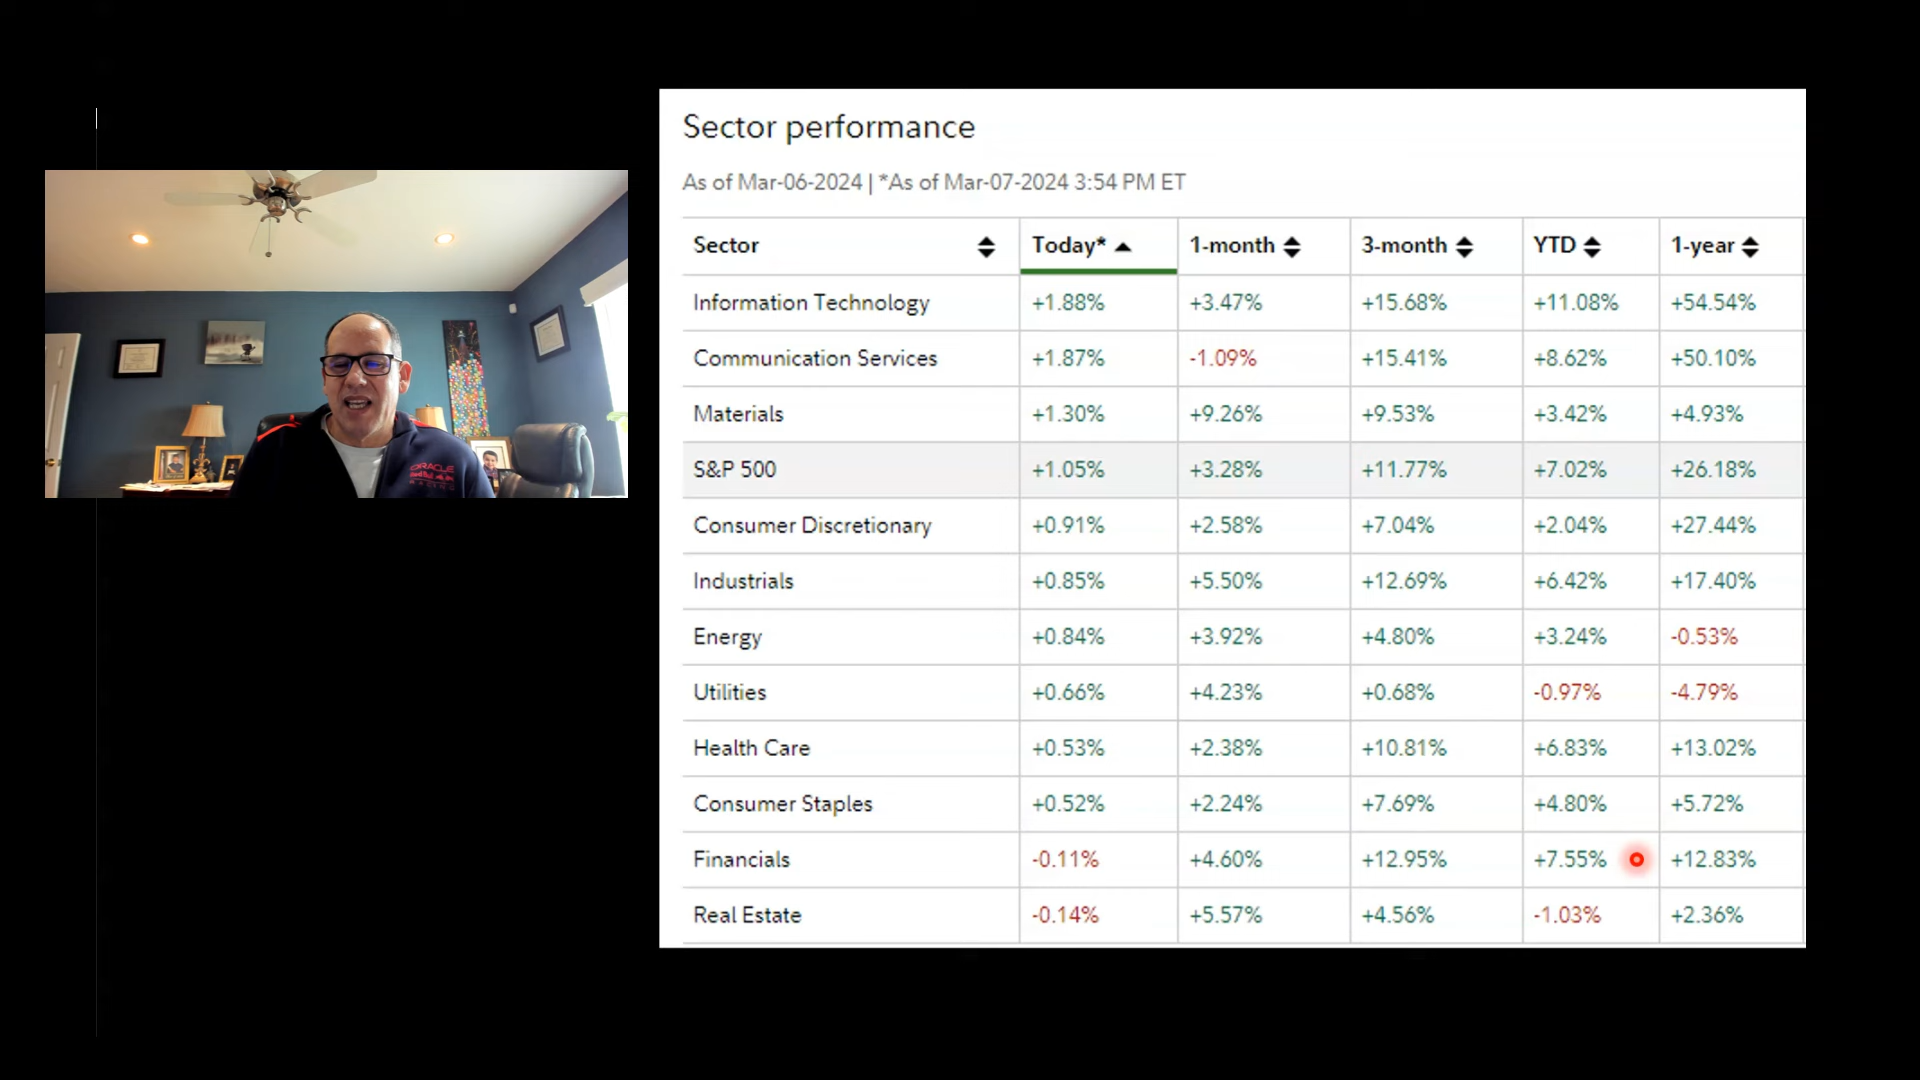 Sector performance
As of Mar-06-2024 | *As of Mar-07-2024 3:54 PM ET
Sector Today* 1-month 3-month YTD 1-year
Information Technology +1.88% +3.47% +15.68% +11.08% +54.54%
Communication Services +1.87% -1.09% +15.41% +8.62% +50.10%
Materials +1.30% +9.26% +9.53% +3.42% +4.93%
S&P 500 +1.05% +3.28% +11.77% +7.02% +26.18%
Consumer Discretionary +0.91% +2.58% +7.04% +2.04% +27.44%
Industrials +0.85% +5.50% +12.69% +6.42% +17.40%
Energy +0.84% +3.92% +4.80% +3.24% -0.53%
Utilities +0.66% +4.23% +0.68% -0.97% -4.79%
Health Care +0.53% +2.38% +10.81% +6.83% +13.02%
Consumer Staples +0.52% +2.24% +7.69% +4.80% +5.72%
Financials -0.11% +4.60% +12.95% +7.55% +12.83%
Real Estate -0.14% +5.57% +4.56% -1.03% +2.36%
ORACLE